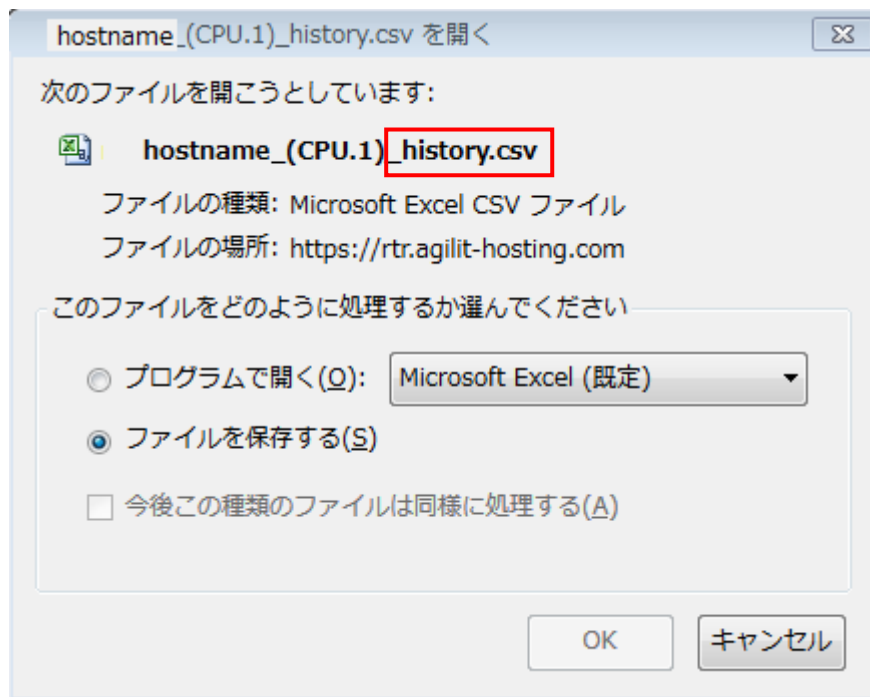 hostname_(CPU.1)_history.csv を開く
次のファイルを開こうとしています:
hostname_(CPU.1)_history.csv
ファイルの種類: Microsoft Excel CSV ファイル
ファイルの場所: https://rtr.agilit-hosting.com
このファイルをどのように処理するか選んでください
プログラムで開く(O): Microsoft Excel (既定)
ファイルを保存する(S)
今後この種類のファイルは同様に処理する(A)
OK キャンセル